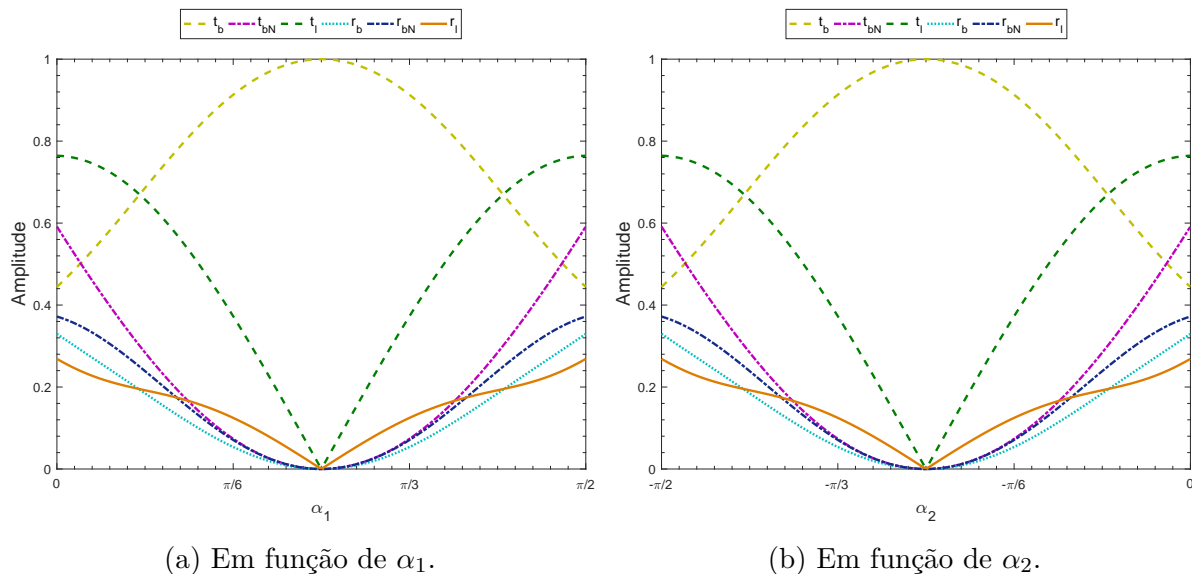 t_b t_bN t_l r_b r_bN r_l
1
0.8
0.6
0.4
0.2
0
Amplitude
0 π/6 π/3 π/2
α_1
(a) Em função de α_1.
t_b t_bN t_l r_b r_bN r_l
1
0.8
0.6
0.4
0.2
0
Amplitude
-π/2 -π/3 -π/6 0
α_2
(b) Em função de α_2.